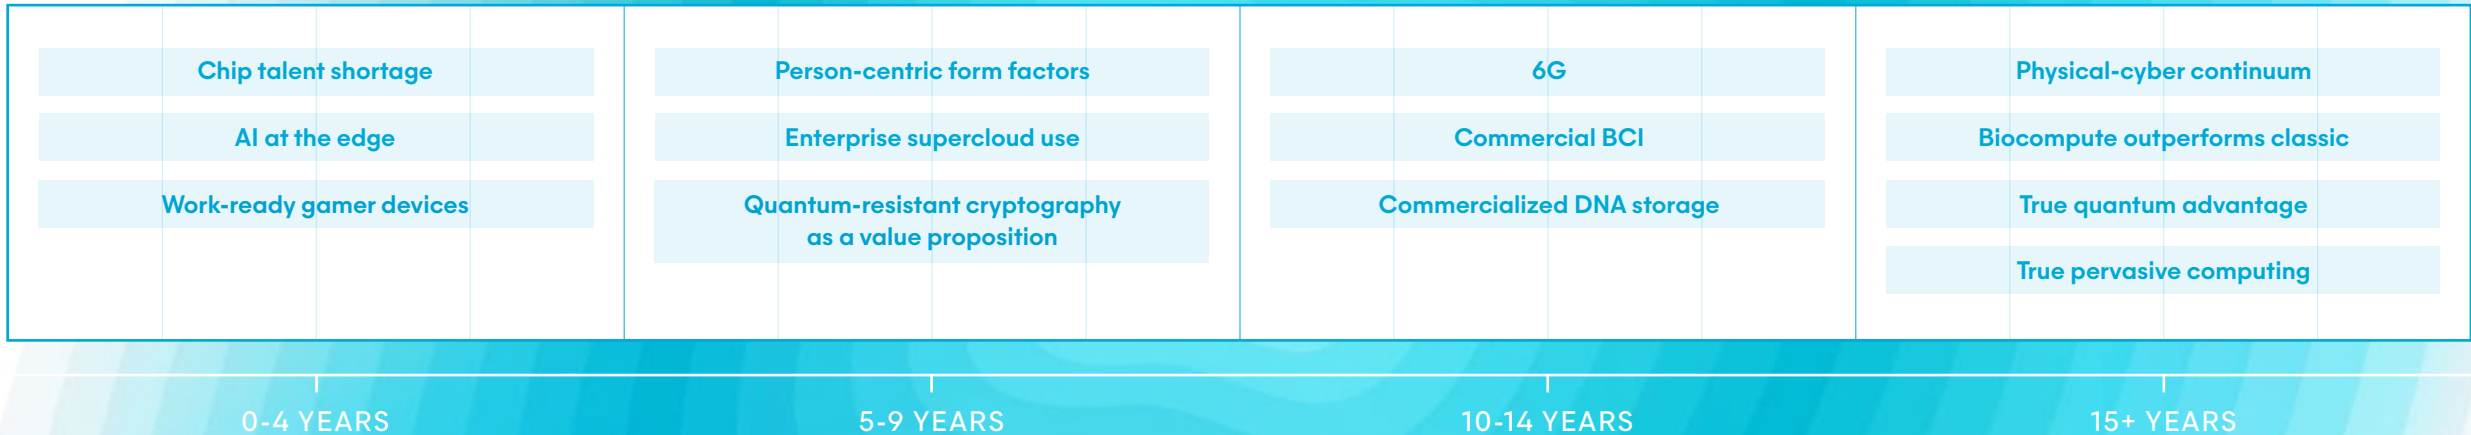 Chip talent shortage
AI at the edge
Work-ready gamer devices
Person-centric form factors
Enterprise supercloud use
Quantum-resistant cryptography
as a value proposition
6G
Commercial BCI
Commercialized DNA storage
Physical-cyber continuum
Biocompute outperforms classic
True quantum advantage
True pervasive computing
0-4 YEARS
5-9 YEARS
10-14 YEARS
15+ YEARS